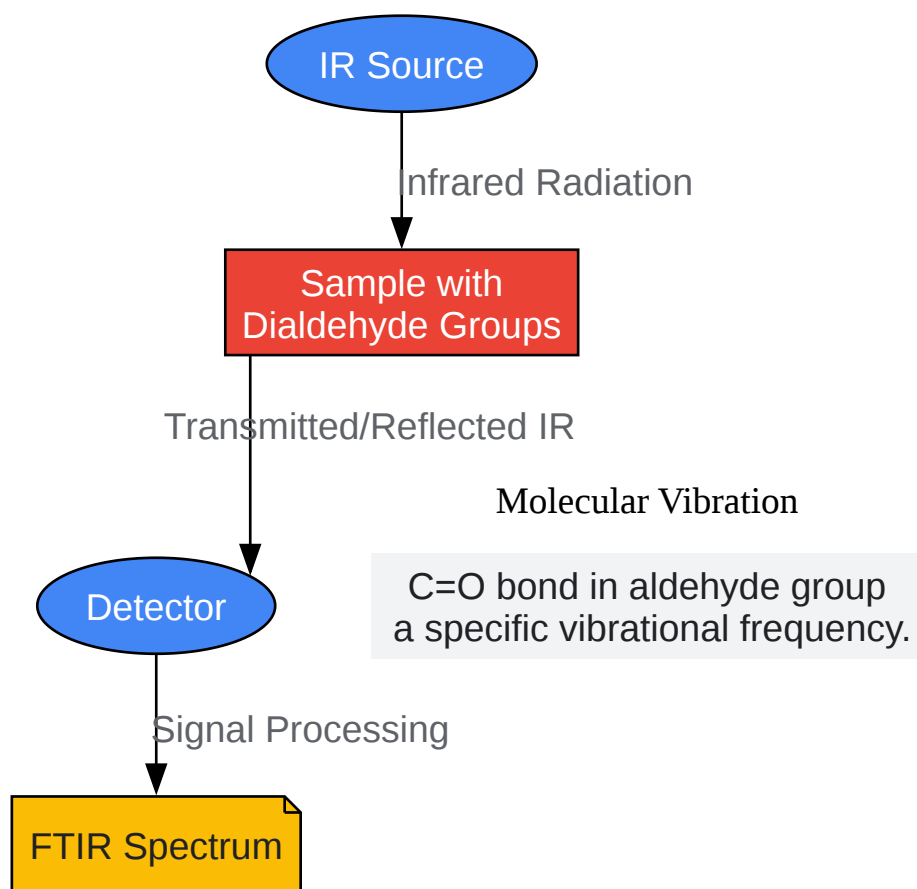 IR Source
Infrared Radiation
Sample with
Dialdehyde Groups
Transmitted/Reflected IR
Molecular Vibration
C=O bond in aldehyde group
a specific vibrational frequency.
Detector
Signal Processing
FTIR Spectrum